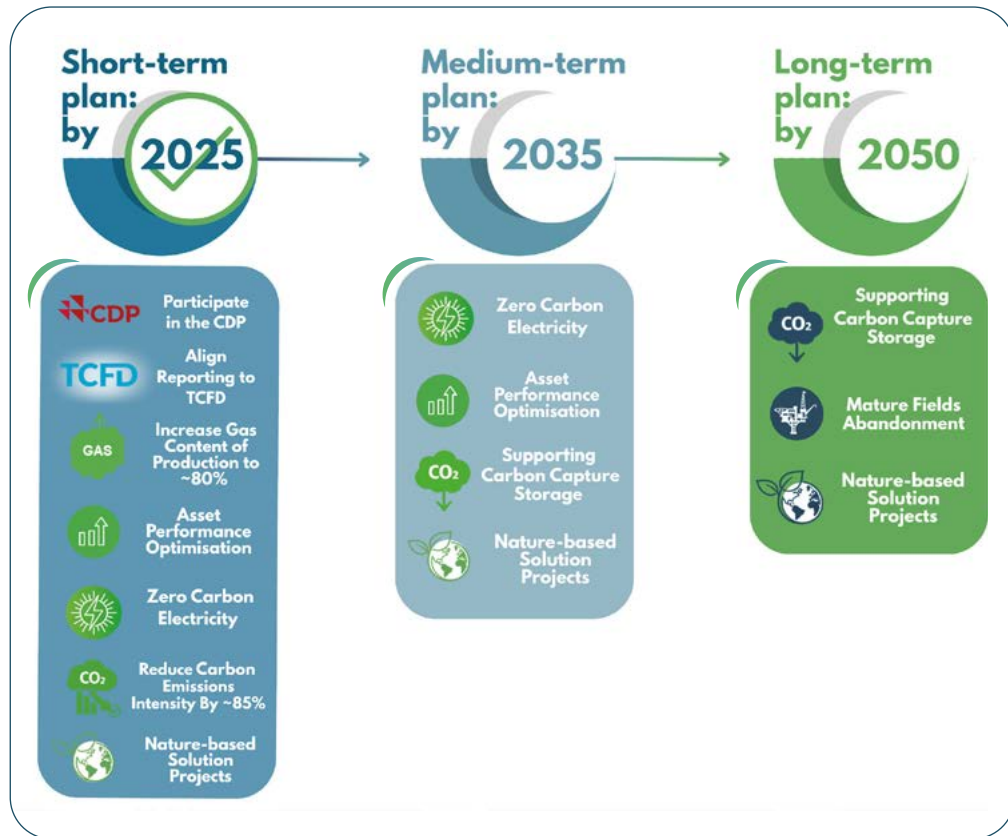 Short-term
plan:
by
2025
CDP
Participate
in the CDP
TCFD
Align
Reporting to
TCFD
GAS
Increase Gas
Content of
Production to
~80%
Asset
Performance
Optimisation
Zero Carbon
Electricity
CO₂
Reduce Carbon
Emissions
Intensity By ~85%
Nature-based
Solution
Projects
Medium-term
plan:
by
2035
Zero Carbon
Electricity
Asset
Performance
Optimisation
CO₂
Supporting
Carbon Capture
Storage
Nature-based
Solution
Projects
Long-term
plan:
by
2050
CO₂
Supporting
Carbon Capture
Storage
Mature Fields
Abandonment
Nature-based
Solution
Projects